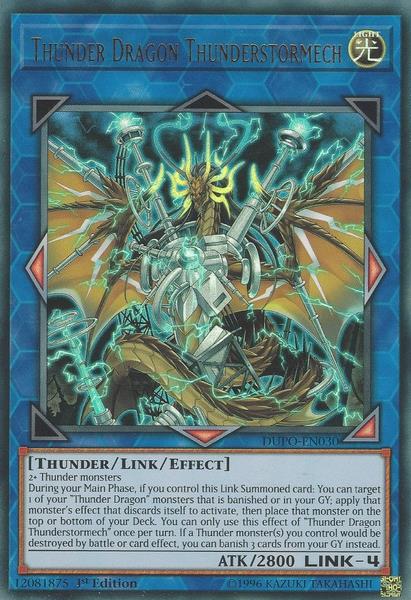 THUNDER DRAGON THUNDERSTORMECH
LIGHT
光
DUPO-EN030
[THUNDER/LINK/EFFECT]
2+ Thunder monsters
During your Main Phase, if you control this Link Summoned card: You can target
1 of your "Thunder Dragon" monsters that is banished or in your GY; apply that
monster's effect that discards itself to activate, then place that monster on the
top or bottom of your Deck. You can only use this effect of "Thunder Dragon
Thunderstormech" once per turn. If a Thunder monster(s) you control would be
destroyed by battle or card effect, you can banish 3 cards from your GY instead.
ATK/2800 LINK-4
12081875 1st Edition ©1996 KAZUKI TAKAHASHI